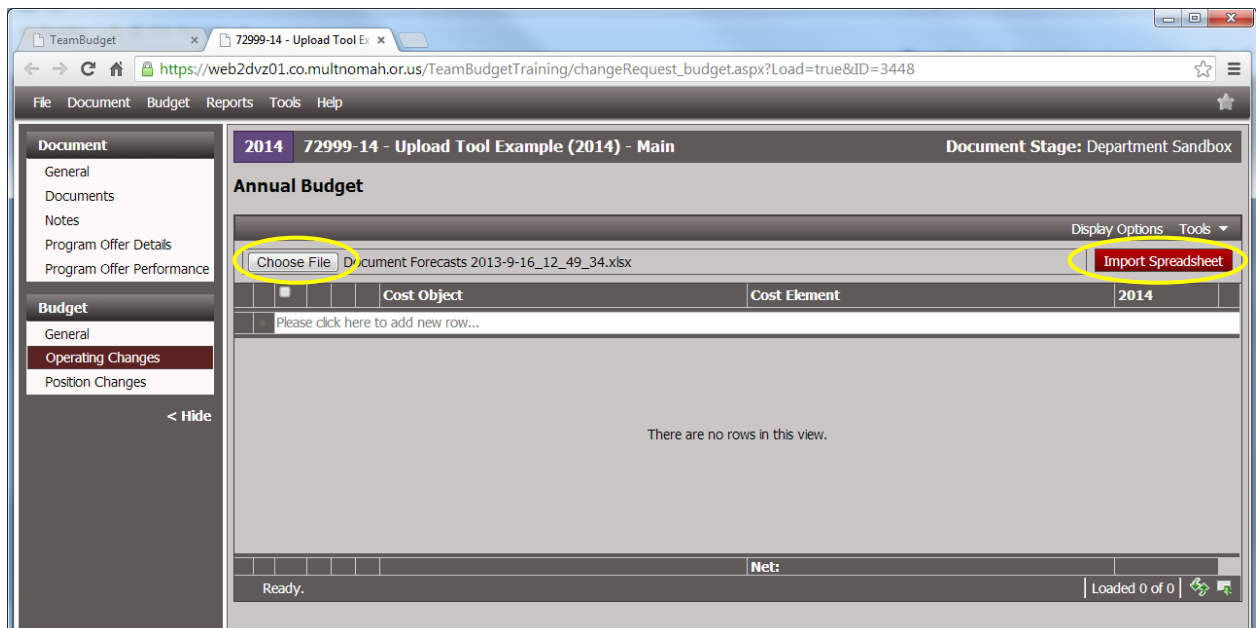 TeamBudget
72999-14 - Upload Tool Ex
https://web2dvz01.co.multnomah.or.us/TeamBudgetTraining/changeRequest_budget.aspx?Load=true&ID=3448
File Document Budget Reports Tools Help
Document
General
Documents
Notes
Program Offer Details
Program Offer Performance
Budget
General
Operating Changes
Position Changes
< Hide
2014 72999-14 - Upload Tool Example (2014) - Main Document Stage: Department Sandbox
Annual Budget
Display Options Tools
Choose File Document Forecasts 2013-9-16_12_49_34.xlsx Import Spreadsheet
Cost Object Cost Element 2014
Please click here to add new row...
There are no rows in this view.
Net:
Ready. Loaded 0 of 0